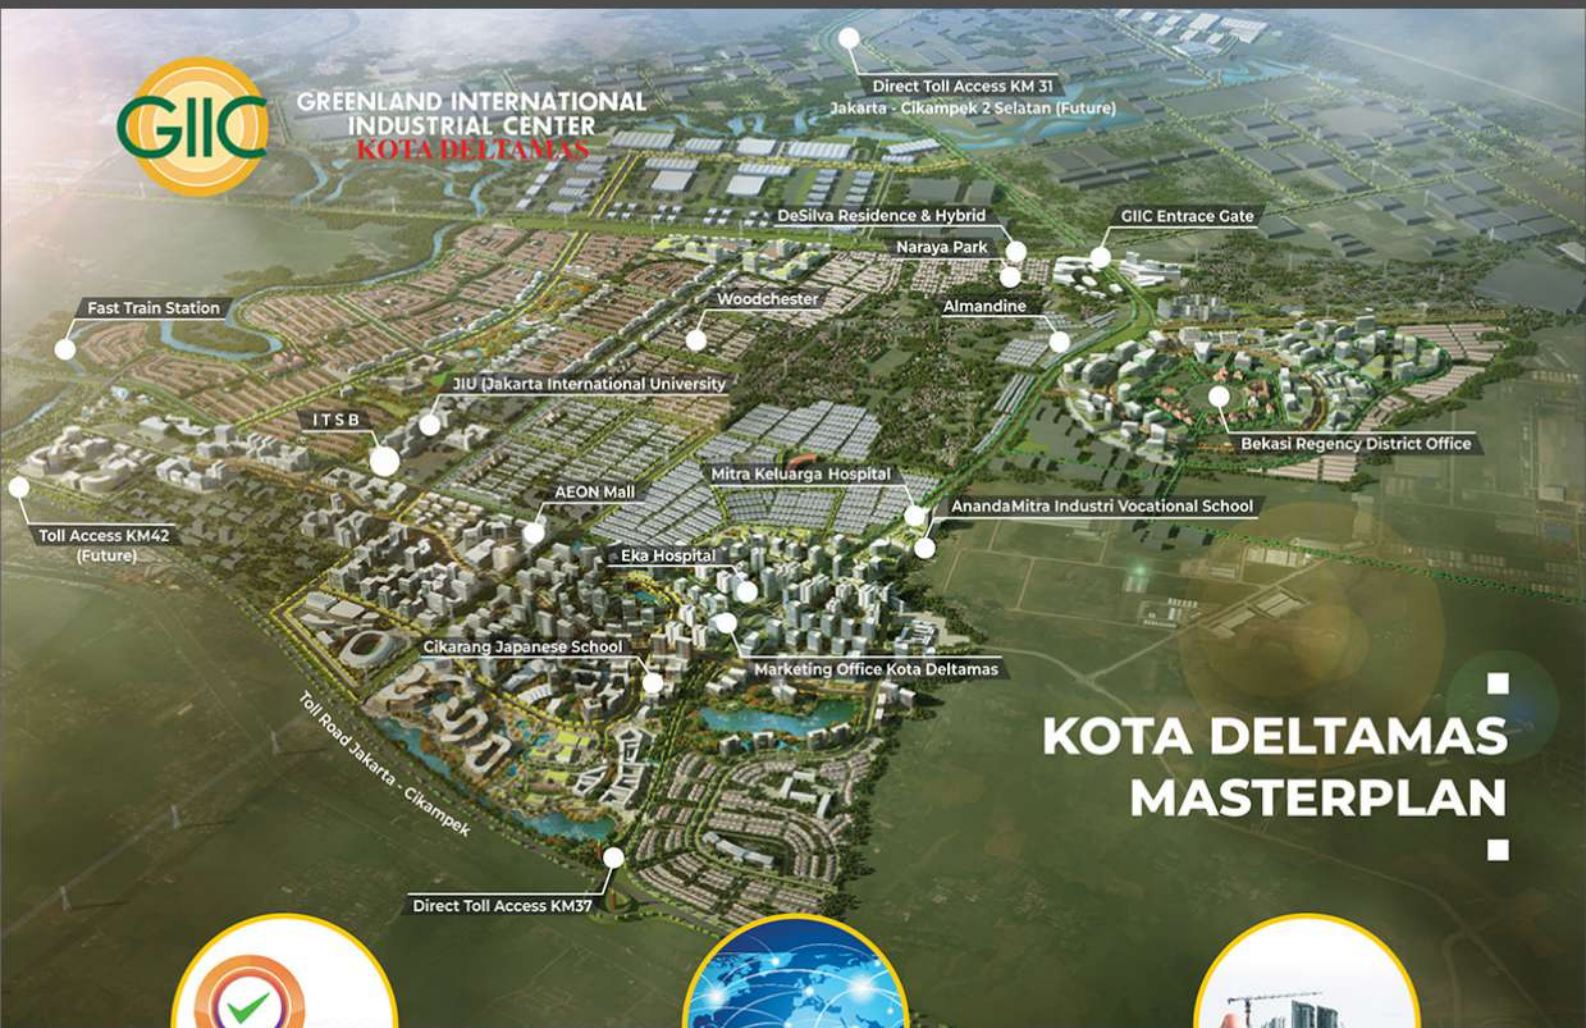 GIIC
GREENLAND INTERNATIONAL
INDUSTRIAL CENTER
KOTA DELTAMAS
Direct Toll Access KM 31
Jakarta - Cikampek 2 Selatan (Future)
DeSilva Residence & Hybrid
GIIC Entrace Gate
Naraya Park
Fast Train Station
Woodchester
Almandine
JIU (Jakarta International University
I T S B
Bekasi Regency District Office
Mitra Keluarga Hospital
AEON Mall
AnandaMitra Industri Vocational School
Toll Access KM42
(Future)
Eka Hospital
Cikarang Japanese School
Marketing Office Kota Deltamas
Toll Road Jakarta - Cikampek
KOTA DELTAMAS
MASTERPLAN
Direct Toll Access KM37